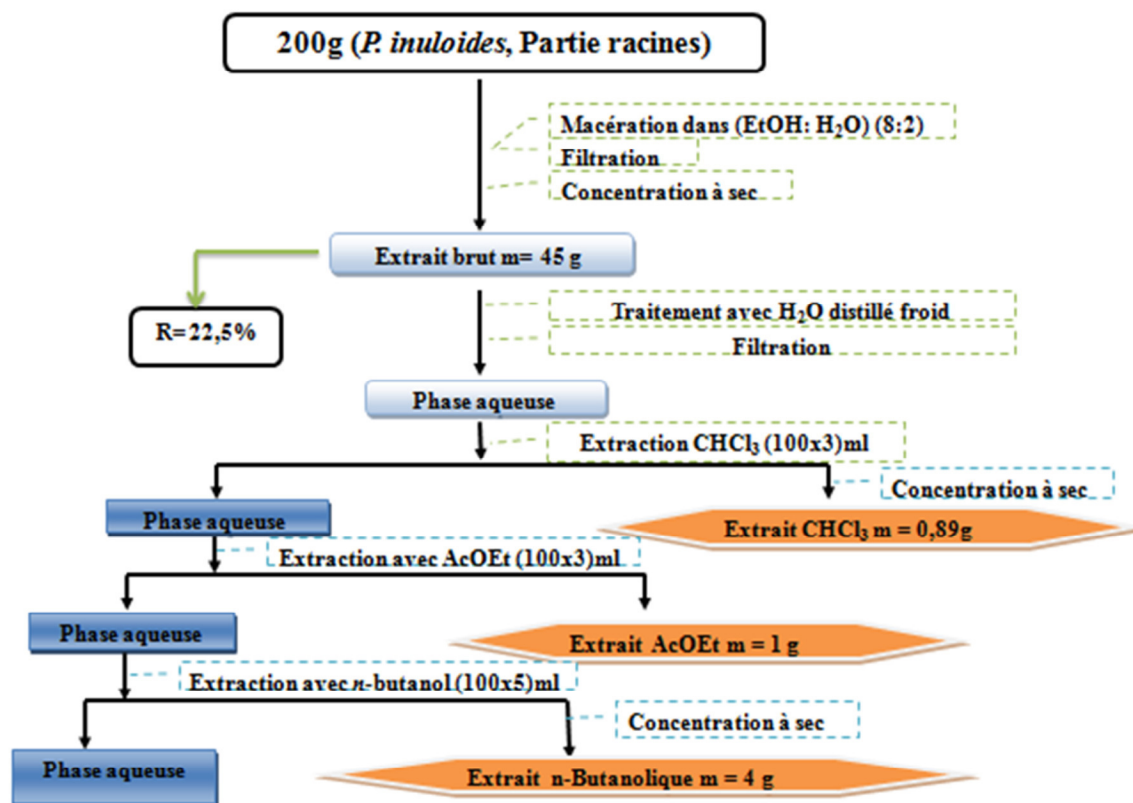 200g (P. inuloides, Partie racines)
Macération dans (EtOH: H₂O) (8:2)
Filtration
Concentration à sec
Extrait brut m= 45 g
R=22,5%
Traitement avec H₂O distillé froid
Filtration
Phase aqueuse
Extraction CHCl₃ (100x3)ml
Concentration à sec
Phase aqueuse
Extrait CHCl₃ m = 0,89g
Extraction avec AcOEt (100x3)ml
Phase aqueuse
Extrait AcOEt m = 1 g
Extraction avec n-butanol (100x5)ml
Concentration à sec
Phase aqueuse
Extrait n-Butanolique m = 4 g